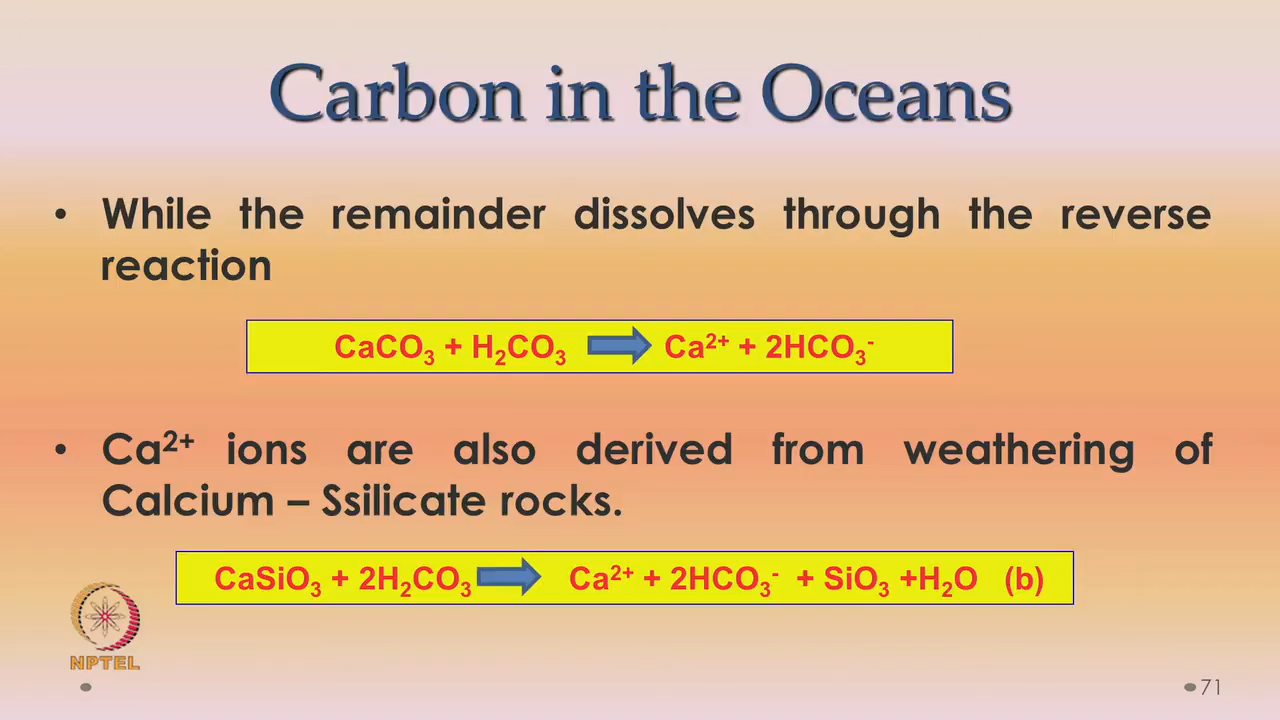 Carbon in the Oceans
• While the remainder dissolves through the reverse
reaction
CaCO₃ + H₂CO₃ → Ca²⁺ + 2HCO₃⁻
• Ca²⁺ ions are also derived from weathering of
Calcium – Ssilicate rocks.
CaSiO₃ + 2H₂CO₃ → Ca²⁺ + 2HCO₃⁻ + SiO₃ +H₂O (b)
NPTEL
71